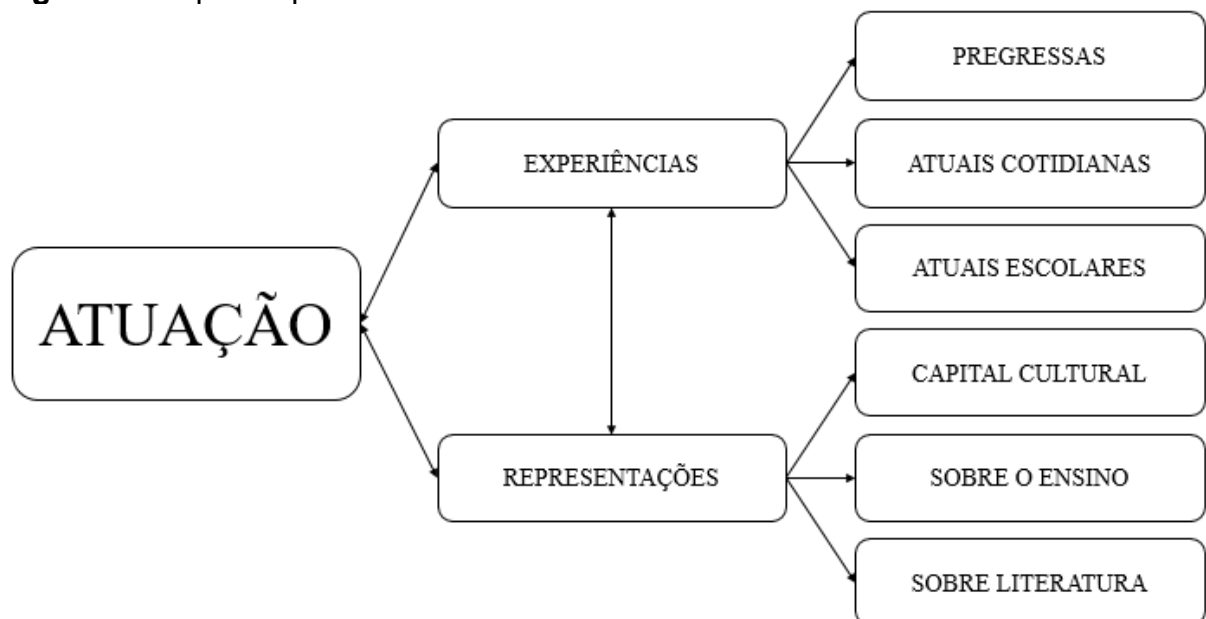 PREGRESSAS
EXPERIÊNCIAS
ATUAIS COTIDIANAS
ATUAIS ESCOLARES
ATUAÇÃO
CAPITAL CULTURAL
REPRESENTAÇÕES
SOBRE O ENSINO
SOBRE LITERATURA